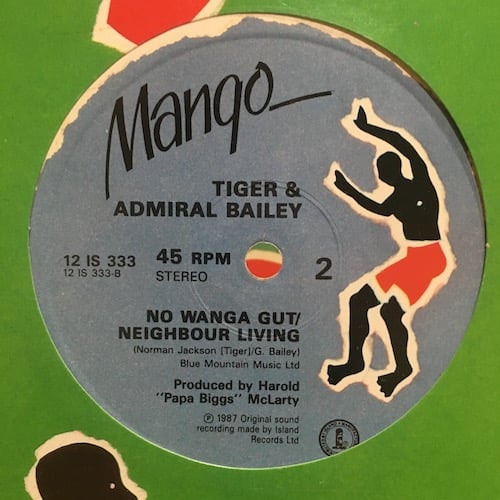 Mango
TIGER &
ADMIRAL BAILEY
12 IS 333
12 IS 333-B
45 RPM
STEREO
2
NO WANGA GUT/
NEIGHBOUR LIVING
(Norman Jackson [Tiger]/G. Bailey)
Blue Mountain Music Ltd
Produced by Harold
"Papa Biggs" McLarty
℗ 1987 Original sound
recording made by Island
Records Ltd